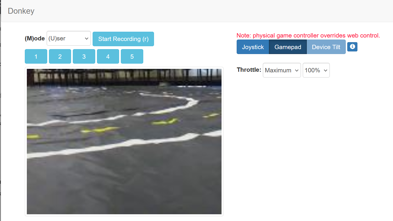 Donkey
(M)ode (U)ser Start Recording (r)
1 2 3 4 5
Note: physical game controller overrides web control.
Joystick Gamepad Device Tilt
Throttle: Maximum 100%